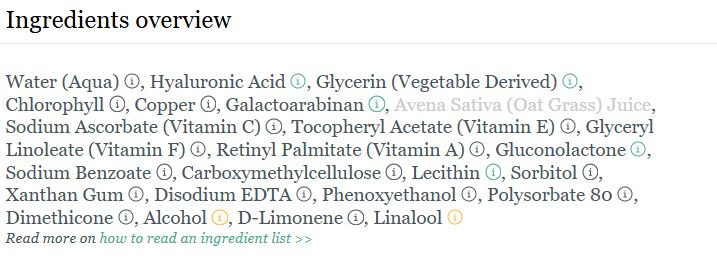 Ingredients overview
Water (Aqua) ⓘ, Hyaluronic Acid ⓘ, Glycerin (Vegetable Derived) ⓘ,
Chlorophyll ⓘ, Copper ⓘ, Galactoarabinan ⓘ, Avena Sativa (Oat Grass) Juice,
Sodium Ascorbate (Vitamin C) ⓘ, Tocopheryl Acetate (Vitamin E) ⓘ, Glyceryl
Linoleate (Vitamin F) ⓘ, Retinyl Palmitate (Vitamin A) ⓘ, Gluconolactone ⓘ,
Sodium Benzoate ⓘ, Carboxymethylcellulose ⓘ, Lecithin ⓘ, Sorbitol ⓘ,
Xanthan Gum ⓘ, Disodium EDTA ⓘ, Phenoxyethanol ⓘ, Polysorbate 80 ⓘ,
Dimethicone ⓘ, Alcohol ⓘ, D-Limonene ⓘ, Linalool ⓘ
Read more on how to read an ingredient list >>